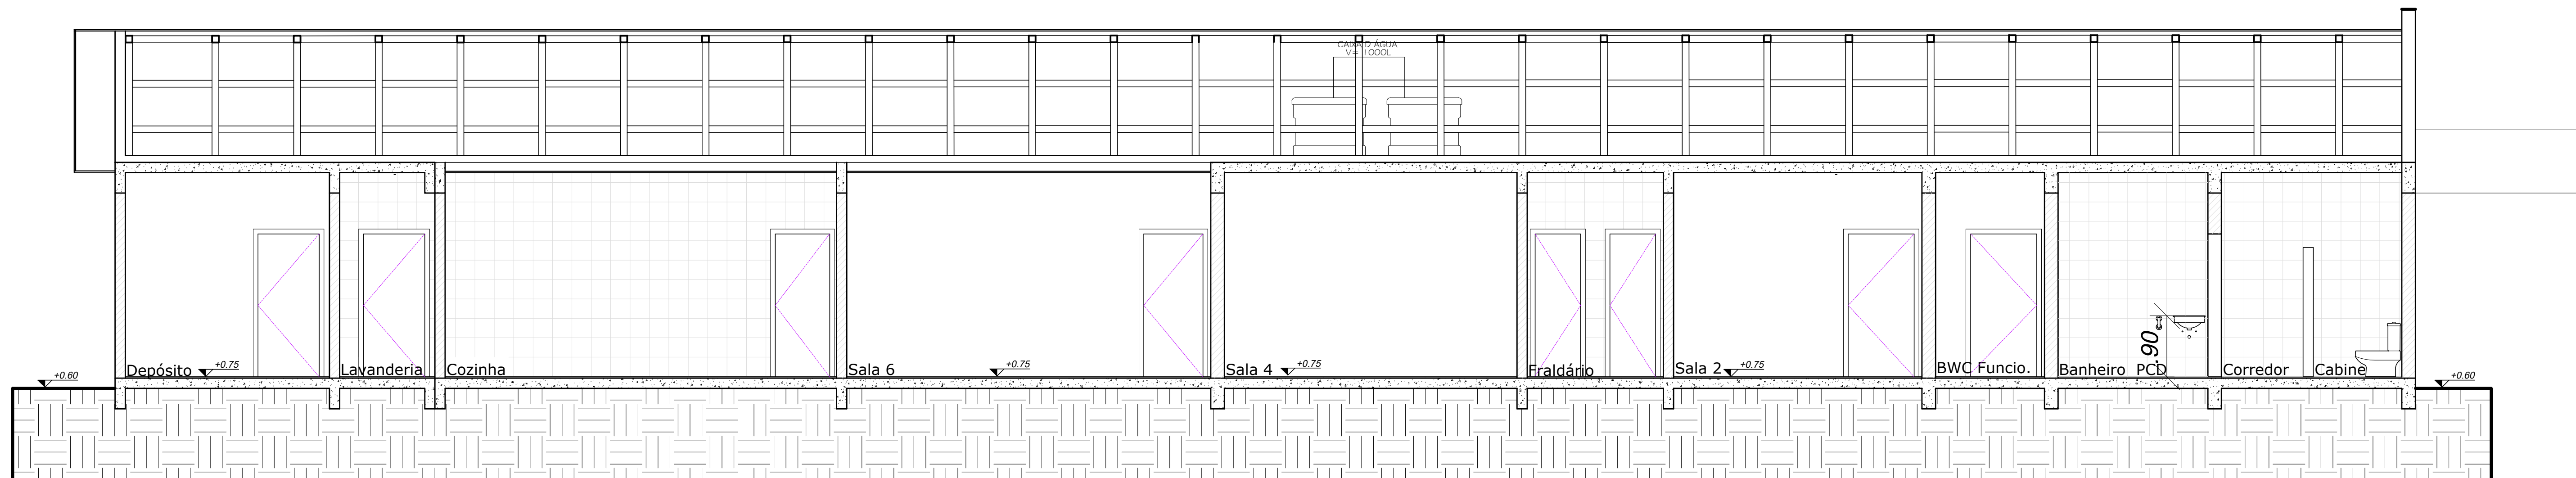 CAIXA D ÁGUA
V= 1000L
+0.60
Depósito
+0.75
Lavanderia
Cozinha
Sala 6
+0.75
Sala 4
+0.75
Fraldário
Sala 2
+0.75
BWC Funcio.
Banheiro PCD
.90
Corredor
Cabine
+0.60